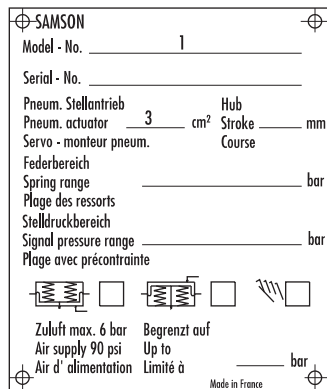 SAMSON
Model - No. 1
Serial - No.
Pneum. Stellantrieb Hub
Pneum. actuator 3 cm² Stroke mm
Servo - monteur pneum. Course
Federbereich
Spring range bar
Plage des ressorts
Stelldruckbereich
Signal pressure range bar
Plage avec précontrainte
Zuluft max. 6 bar Begrenzt auf
Air supply 90 psi Up to
Air d' alimentation Limité à bar
Made in France